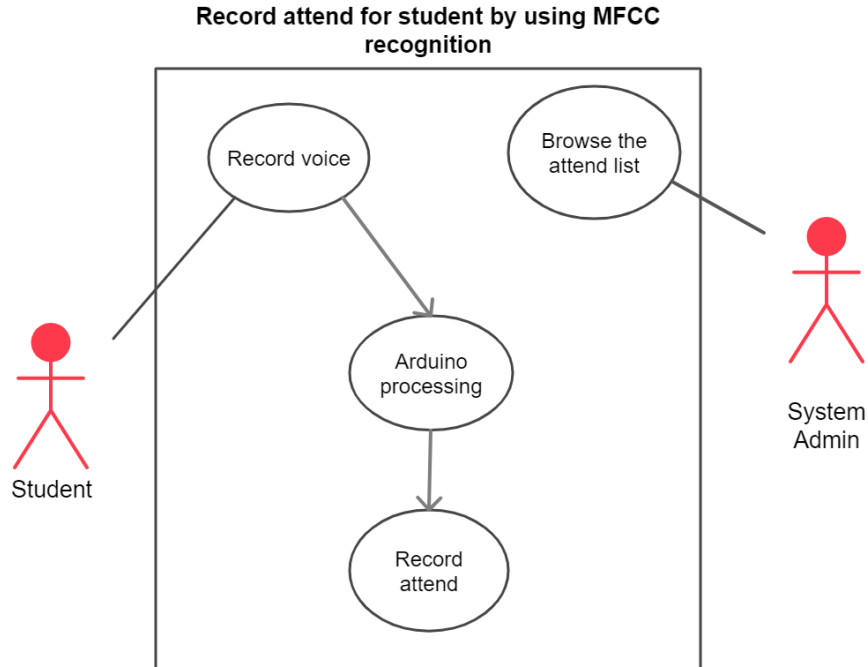 Record attend for student by using MFCC
recognition
Record voice
Browse the
attend list
Arduino
processing
System
Admin
Student
Record
attend